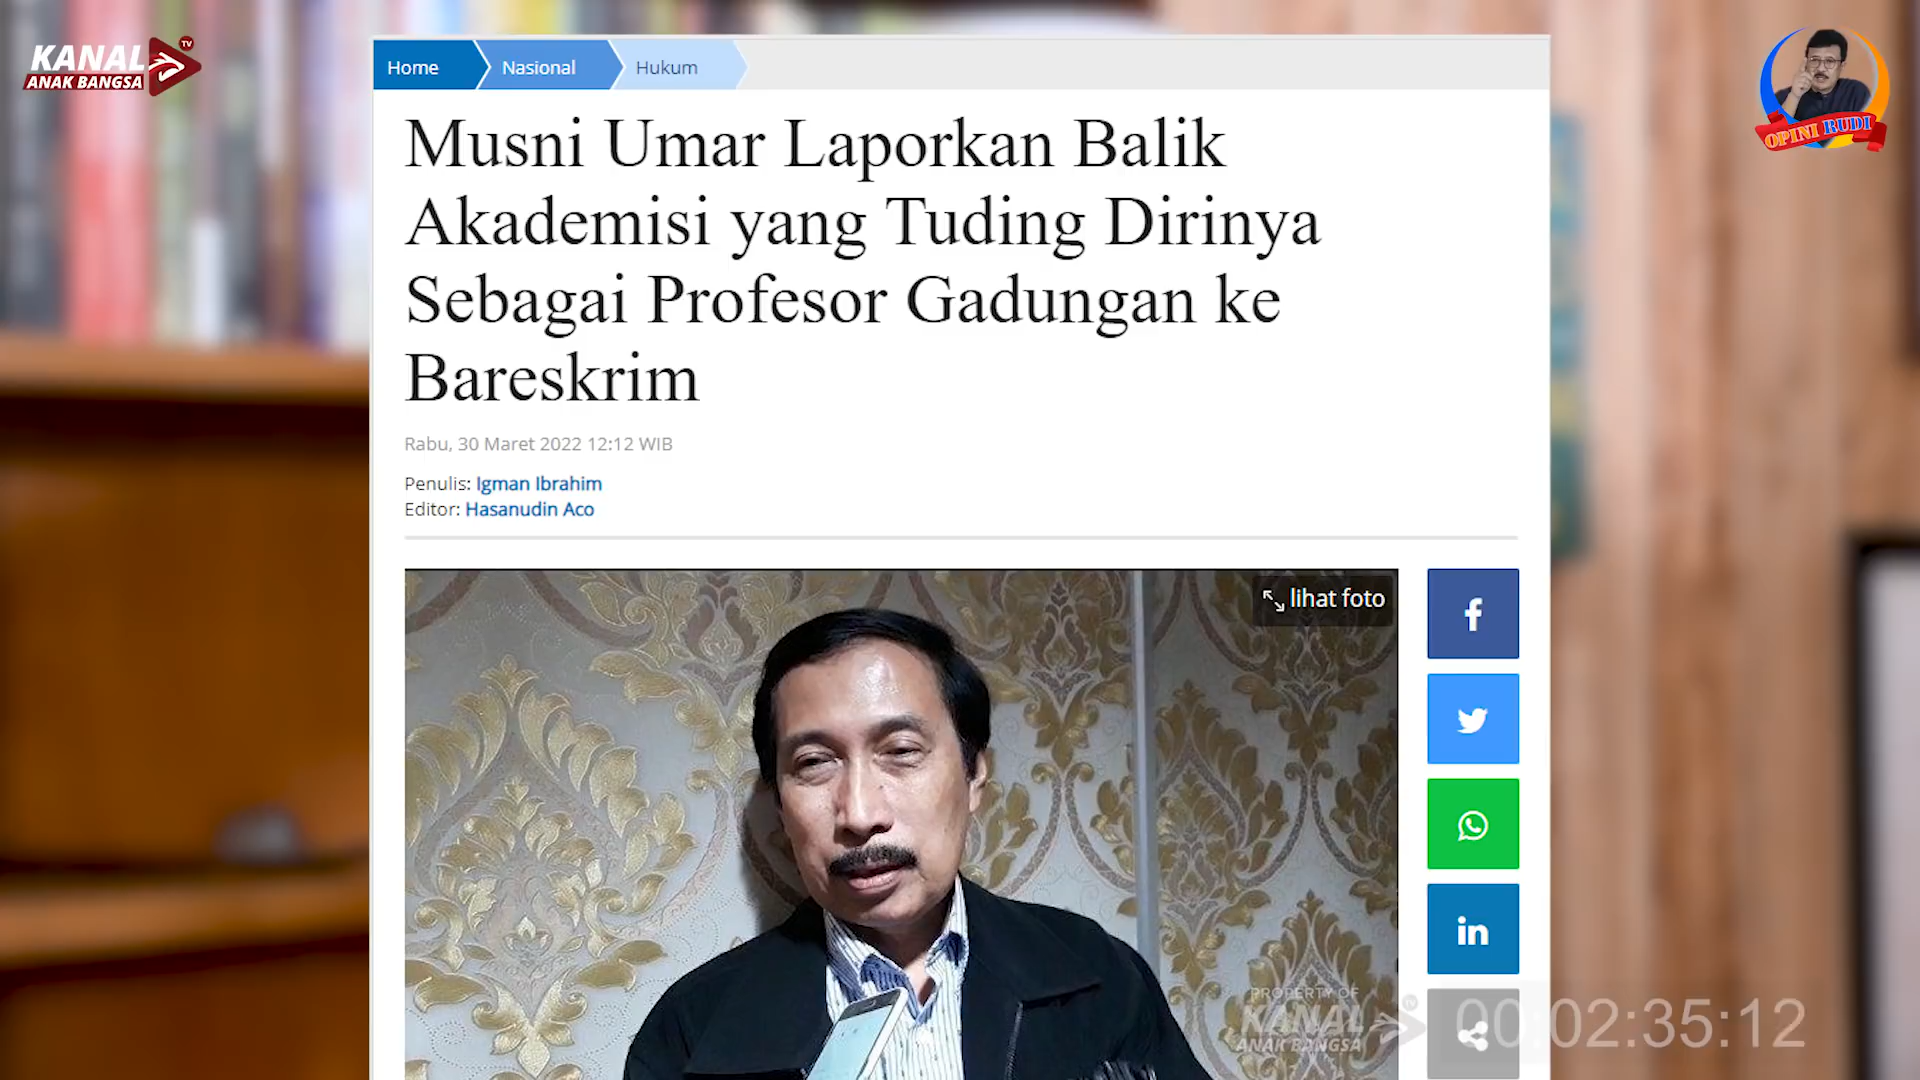 KANAL TV
ANAK BANGSA
OPINI RUDI
Home Nasional Hukum
Musni Umar Laporkan Balik
Akademisi yang Tuding Dirinya
Sebagai Profesor Gadungan ke
Bareskrim
Rabu, 30 Maret 2022 12:12 WIB
Penulis: Igman Ibrahim
Editor: Hasanudin Aco
lihat foto
f
in
PROPERTY OF
KANAL TV
ANAK BANGSA
00:02:35:12